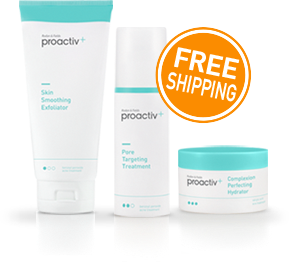 proactiv+
Skin
Smoothing
Exfoliator
proactiv+
Pore
Targeting
Treatment
FREE
SHIPPING
proactiv+
Complexion
Perfecting
Hydrator